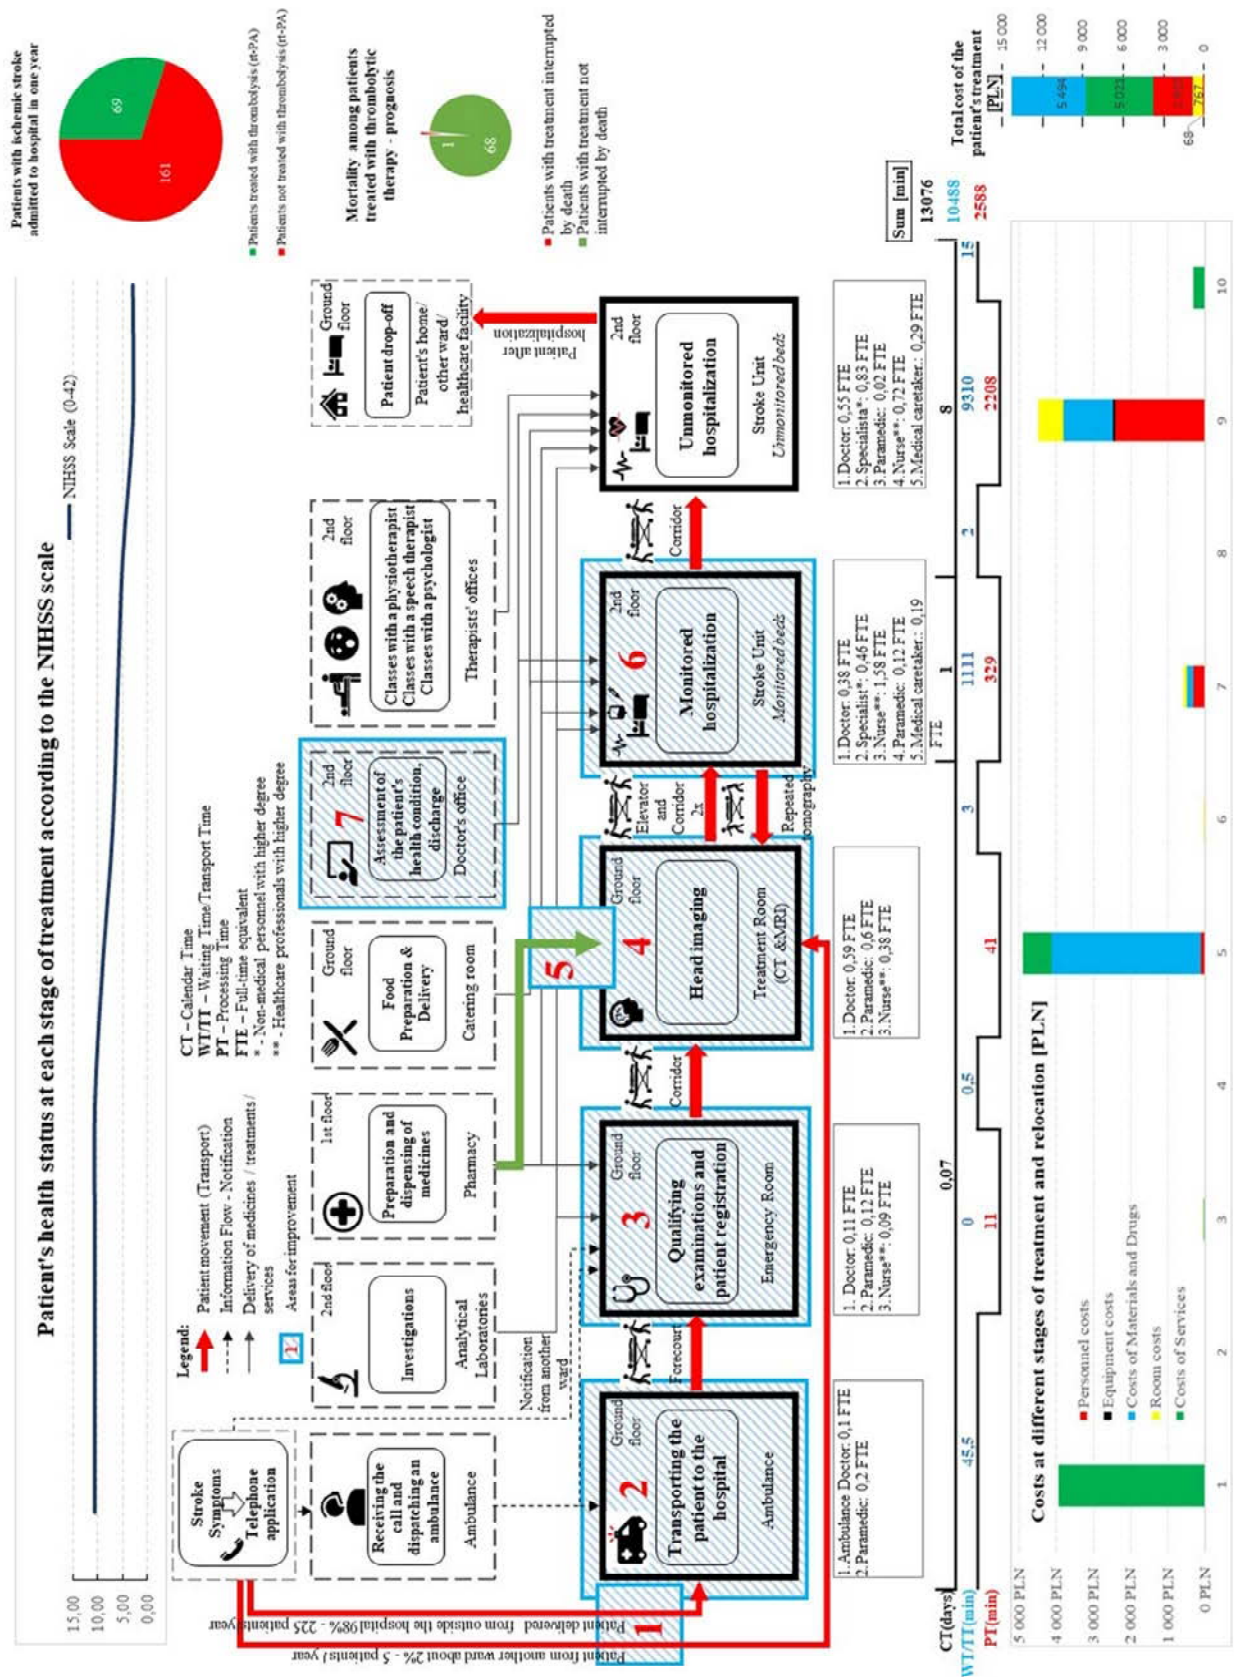 Patient's health status at each stage of treatment according to the NIHSS scale
NIHSS Scale (0-42)
15,00
10,00
5,00
0,00
Patients with ischemic stroke
admitted to hospital in one year
69
161
Patients treated with thrombolysis (rt-PA)
Patients not treated with thrombolysis (rt-PA)
Mortality among patients
treated with thrombolytic
therapy - prognosis
1
68
Patients with treatment interrupted
by death
Patients with treatment not
interrupted by death
Stroke
Symptoms
Telephone
application
Legend:
Patient movement (Transport)
Information Flow - Notification
Delivery of medicines / treatments /
services
Areas for improvement
CT – Calendar Time
WT/TT – Waiting Time/Transport Time
PT – Processing Time
FTE – Full-time equivalent
* - Non-medical personnel with higher degree
** - Healthcare professionals with higher degree
Receiving the
call and
dispatching an
ambulance
Ambulance
2nd floor
Investigations
Analytical
Laboratories
1st floor
Preparation and
dispensing of
medicines
Pharmacy
Ground
floor
Food
Preparation &
Delivery
Catering room
7
2nd
floor
Assessment of
the patient's
health condition,
discharge
Doctor's office
2nd
floor
Classes with a physiotherapist
Classes with a speech therapist
Classes with a psychologist
Therapists' offices
Ground
floor
Patient drop-off
Patient's home/
other ward/
healthcare facility
Notification
from another
ward
5
Patient after
hospitalization
Patient from another ward about 2% - 5 patients / year
Patient delivered from outside the hospital 98% - 225 patients/year
1
2
Ground
floor
Transporting the
patient to the
hospital
Ambulance
Forecourt
3
Ground
floor
Qualifying
examinations and
patient registration
Emergency Room
Corridor
4
Ground
floor
Head imaging
Treatment Room
(CT &MRI)
Elevator
and
Corridor
2x
Repeated
tomography
6
2nd
floor
Monitored
hospitalization
Stroke Unit
Monitored beds
Corridor
2nd
floor
Unmonitored
hospitalization
Stroke Unit
Unmonitored beds
1.Ambulance Doctor: 0,1 FTE
2.Paramedic: 0,2 FTE
1. Doctor: 0,11 FTE
2. Paramedic: 0,12 FTE
3.Nurse**: 0,09 FTE
1.Doctor: 0,59 FTE
2.Paramedic: 0,6 FTE
3.Nurse**: 0,38 FTE
1.Doctor: 0,38 FTE
2.Specialist*: 0,46 FTE
3.Nurse**: 1,58 FTE
4.Paramedic: 0,12 FTE
5.Medical caretaker.: 0,19
FTE
1.Doctor: 0,55 FTE
2.Specialista*: 0,83 FTE
3.Paramedic: 0,02 FTE
4.Nurse**: 0,72 FTE
5.Medical caretaker.: 0,29 FTE
Sum [min]
CT(days) 0,07 1 8 13076
WT/TT(min) 45,5 0 0,5 3 1111 2 9310 15 10488
PT(min) 11 41 329 2208 2588
Costs at different stages of treatment and relocation [PLN]
5 000 PLN
4 000 PLN
3 000 PLN
2 000 PLN
1 000 PLN
0 PLN
Personnel costs
Equipment costs
Costs of Materials and Drugs
Room costs
Costs of Services
1 2 3 4 5 6 7 8 9 10
Total cost of the
patient's treatment
[PLN]
15 000
12 000
9 000
6 000
3 000
0
5 494
5 021
767
68